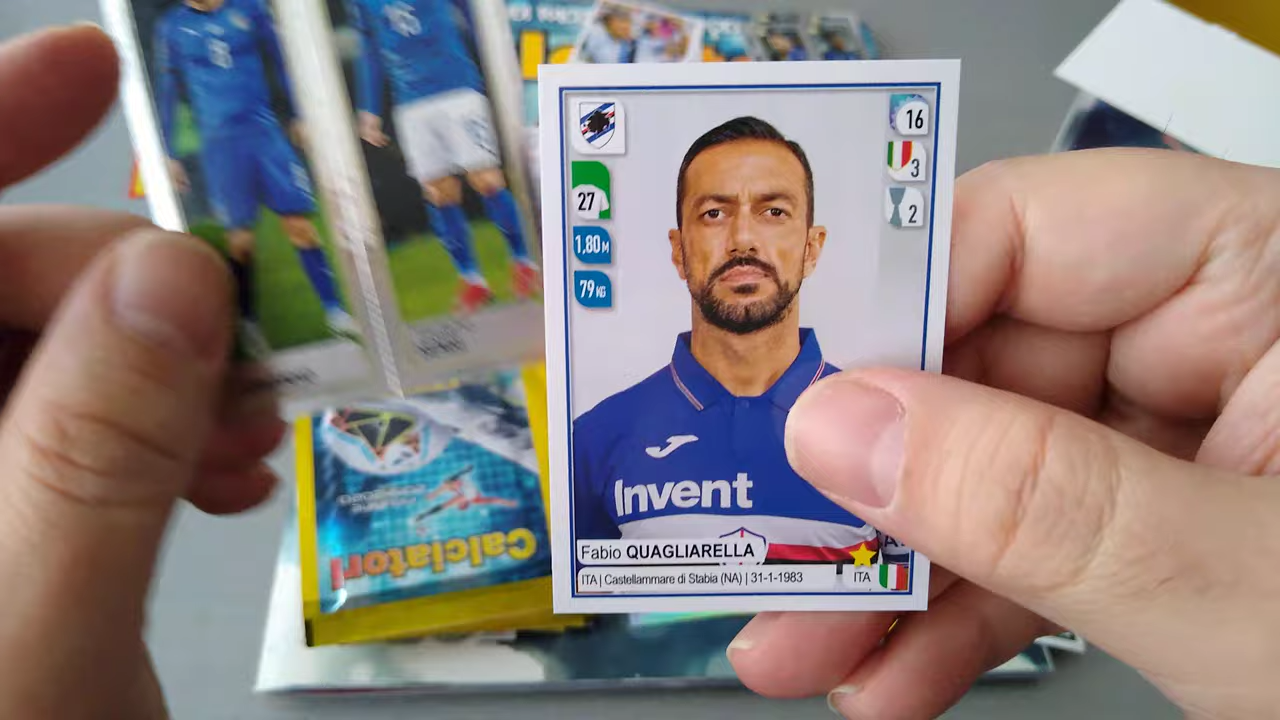 16
27
3
2
1,80 M
79 KG
Invent
Fabio QUAGLIARELLA
ITA | Castellammare di Stabia (NA) | 31-1-1983
ITA
Calciatori